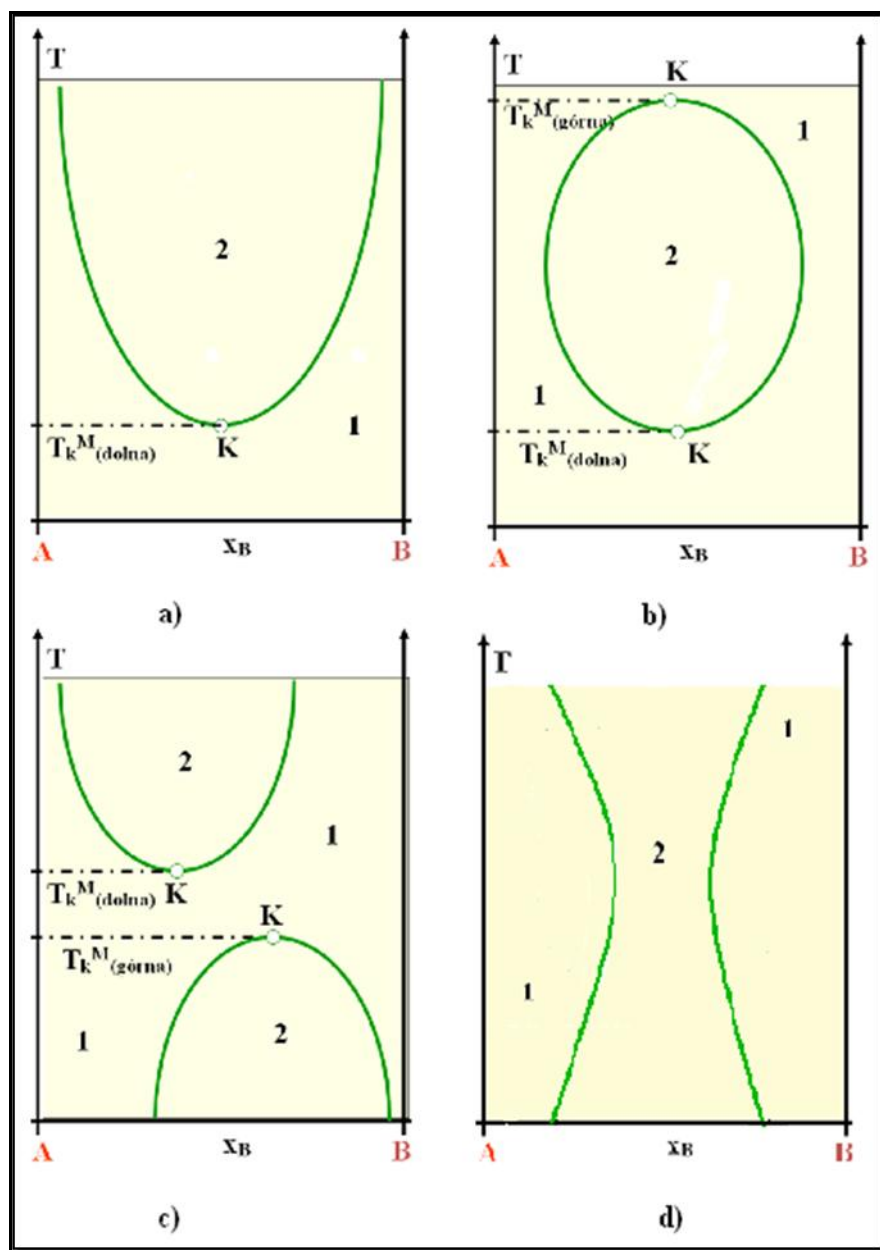 T
2
T_k^M(dolna)
K
1
A
x_B
B
a)
T
K
T_k^M(górna)
1
2
1
T_k^M(dolna)
K
A
x_B
B
b)
T
2
1
T_k^M(dolna) K
K
T_k^M(górna)
1
2
A
x_B
B
c)
T
1
2
1
A
x_B
B
d)